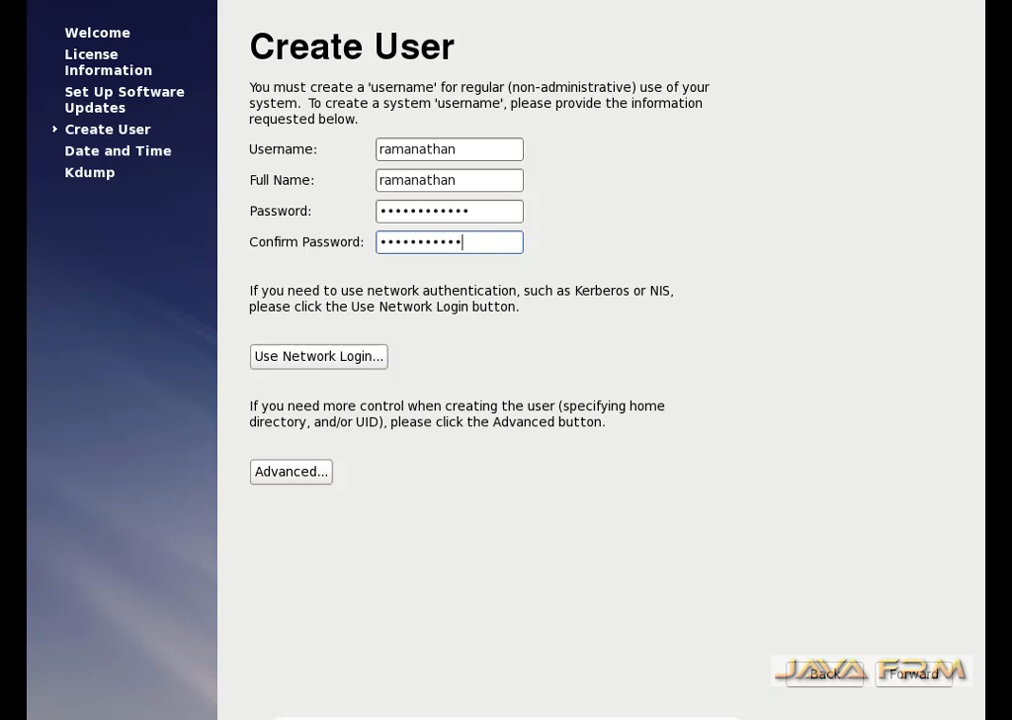 Welcome
License
Information
Set Up Software
Updates
Create User
Date and Time
Kdump
Create User
You must create a 'username' for regular (non-administrative) use of your
system.  To create a system 'username', please provide the information
requested below.
Username: ramanathan
Full Name: ramanathan
Password: ••••••••••••
Confirm Password: •••••••••••
If you need to use network authentication, such as Kerberos or NIS,
please click the Use Network Login button.
Use Network Login...
If you need more control when creating the user (specifying home
directory, and/or UID), please click the Advanced button.
Advanced...
JAVA FRM
Back Forward